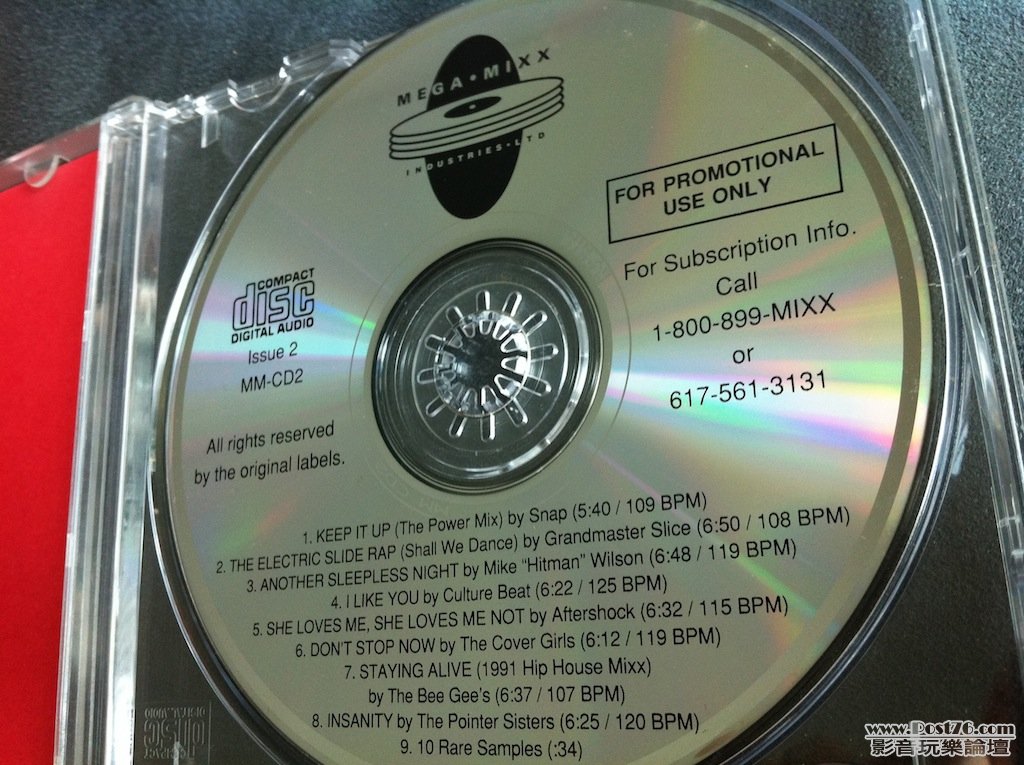 MEGA•MIXX
INDUSTRIES•LTD
FOR PROMOTIONAL
USE ONLY
For Subscription Info.
Call
1-800-899-MIXX
or
617-561-3131
COMPACT
disc
DIGITAL AUDIO
Issue 2
MM-CD2
All rights reserved
by the original labels.
1. KEEP IT UP (The Power Mix) by Snap (5:40 / 109 BPM)
2. THE ELECTRIC SLIDE RAP (Shall We Dance) by Grandmaster Slice (6:50 / 108 BPM)
3. ANOTHER SLEEPLESS NIGHT by Mike "Hitman" Wilson (6:48 / 119 BPM)
4. I LIKE YOU by Culture Beat (6:22 / 125 BPM)
5. SHE LOVES ME, SHE LOVES ME NOT by Aftershock (6:32 / 115 BPM)
6. DON'T STOP NOW by The Cover Girls (6:12 / 119 BPM)
7. STAYING ALIVE (1991 Hip House Mixx)
by The Bee Gee's (6:37 / 107 BPM)
8. INSANITY by The Pointer Sisters (6:25 / 120 BPM)
9. 10 Rare Samples (:34)
COMPACT
disc
DIGITAL AUDIO
www.Post76.com
影音玩樂論壇